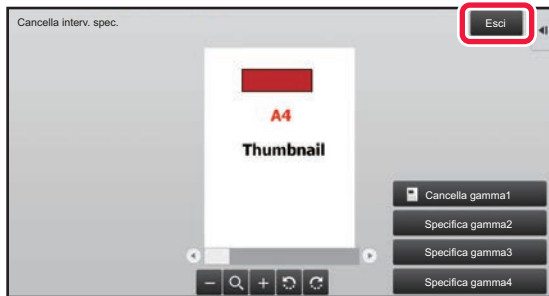 Cancella interv. spec.
Esci
A4
Thumbnail
Cancella gamma1
Specifica gamma2
Specifica gamma3
Specifica gamma4